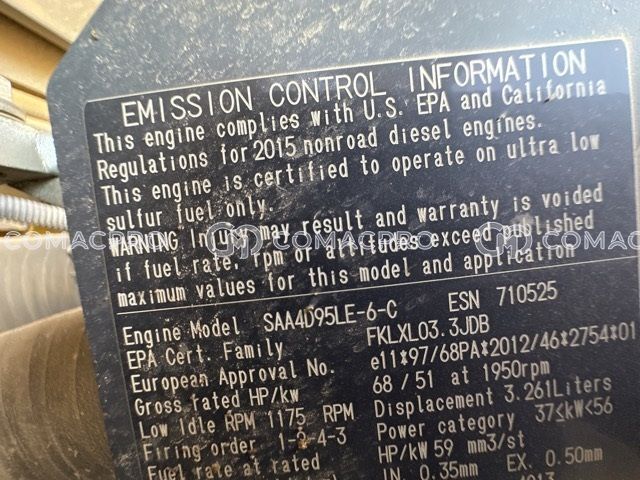 EMISSION CONTROL INFORMATION
This engine complies with U.S. EPA and California
Regulations for 2015 nonroad diesel engines.
This engine is certified to operate on ultra low
sulfur fuel only.
WARNING Injury may result and warranty is voided
if fuel rate, rpm or altitudes exceed published
maximum values for this model and application
COMACPRO COMACPRO COMACPRO
Engine Model SAA4D95LE-6-C ESN 710525
EPA Cert. Family FKLXL03.3JDB
European Approval No. e11*97/68PA*2012/46*2754*01
Gross rated HP/kw 68 / 51 at 1950rpm
Low Idle RPM 1175 RPM Displacement 3.261Liters
Firing order 1-2-4-3 Power category 37≤kW<56
Fuel rate at rated HP/kW 59 mm3/st
IN. 0.35mm EX. 0.50mm